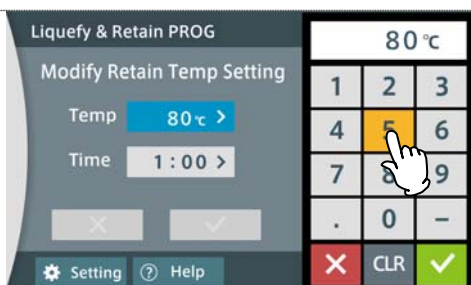 Liquefy & Retain PROG
80 ℃
Modify Retain Temp Setting
Temp 80℃ >
Time 1:00 >
1 2 3
4 5 6
7 8 9
. 0 -
CLR
Setting ? Help